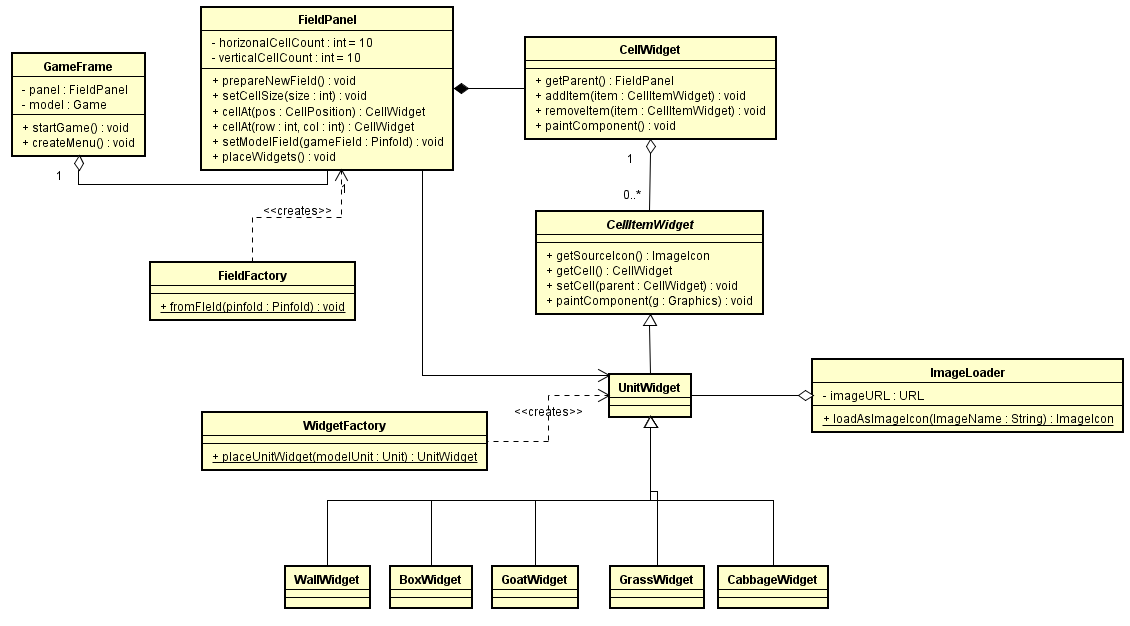 GameFrame
- panel : FieldPanel
- model : Game
+ startGame() : void
+ createMenu() : void
1
FieldPanel
- horizonalCellCount : int = 10
- verticalCellCount : int = 10
+ prepareNewField() : void
+ setCellSize(size : int) : void
+ cellAt(pos : CellPosition) : CellWidget
+ cellAt(row : int, col : int) : CellWidget
+ setModelField(gameField : Pinfold) : void
+ placeWidgets() : void
1
CellWidget
+ getParent() : FieldPanel
+ addItem(item : CellItemWidget) : void
+ removeItem(item : CellItemWidget) : void
+ paintComponent() : void
1
0..*
<<creates>>
FieldFactory
+ fromFIeld(pinfold : Pinfold) : void
CellItemWidget
+ getSourceIcon() : ImageIcon
+ getCell() : CellWidget
+ setCell(parent : CellWidget) : void
+ paintComponent(g : Graphics) : void
UnitWidget
ImageLoader
- imageURL : URL
+ loadAsImageIcon(ImageName : String) : ImageIcon
<<creates>>
WidgetFactory
+ placeUnitWidget(modelUnit : Unit) : UnitWidget
WallWidget
BoxWidget
GoatWidget
GrassWidget
CabbageWidget